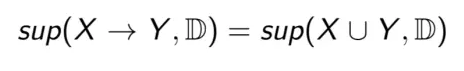 sup(X → Y, 𝔻) = sup(X ∪ Y, 𝔻)